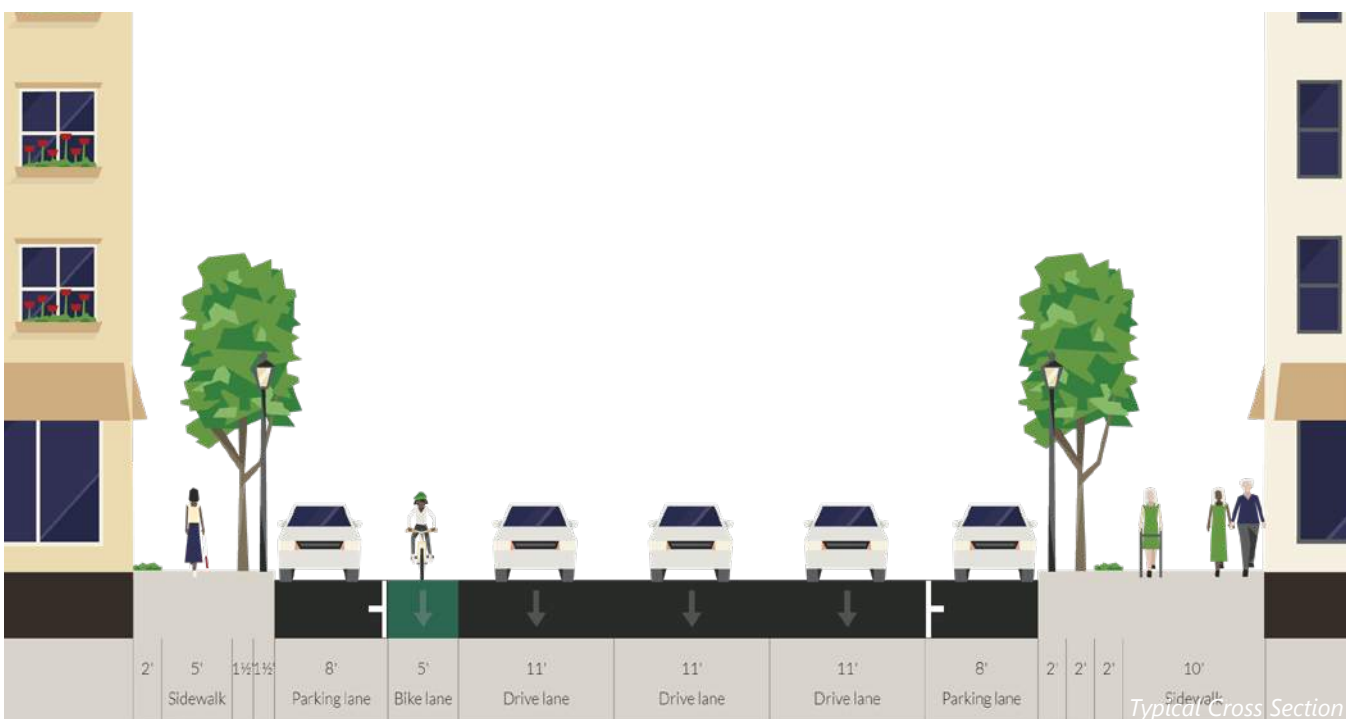 2' 5' 1½' 1½' 8' 5' 11' 11' 11' 8' 2' 2' 2' 10'
Sidewalk Parking lane Bike lane Drive lane Drive lane Drive lane Parking lane Sidewalk
Typical Cross Section